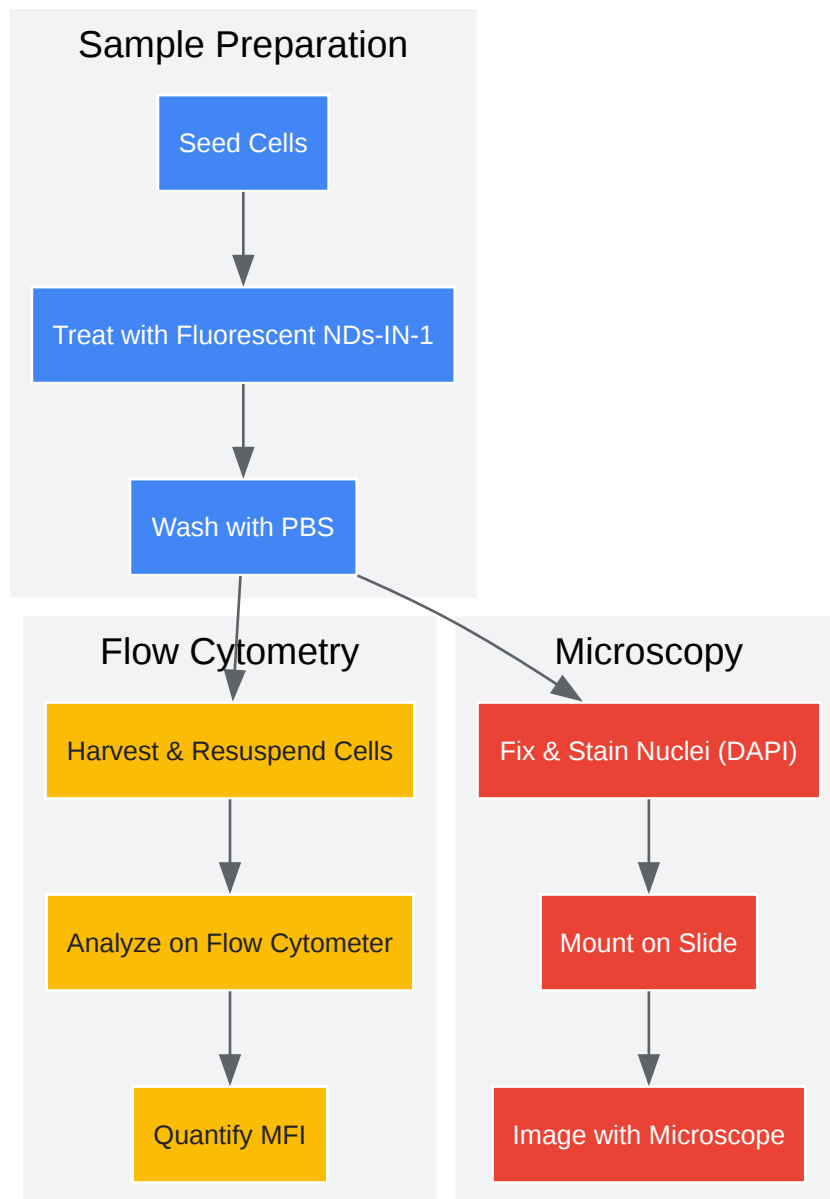 Sample Preparation
Seed Cells
Treat with Fluorescent NDs-IN-1
Wash with PBS
Flow Cytometry
Harvest & Resuspend Cells
Analyze on Flow Cytometer
Quantify MFI
Microscopy
Fix & Stain Nuclei (DAPI)
Mount on Slide
Image with Microscope